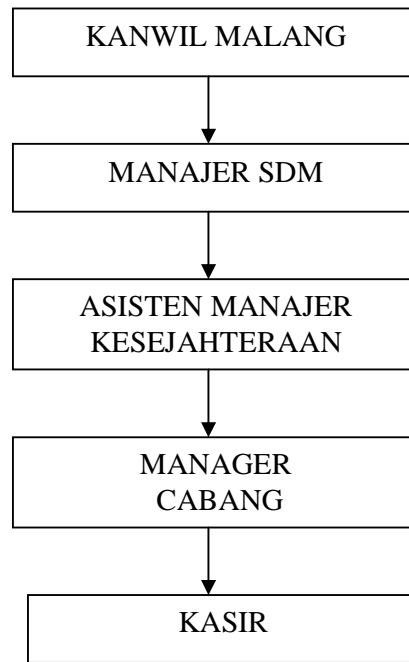 KANWIL MALANG
MANAJER SDM
ASISTEN MANAJER
KESEJAHTERAAN
MANAGER
CABANG
KASIR